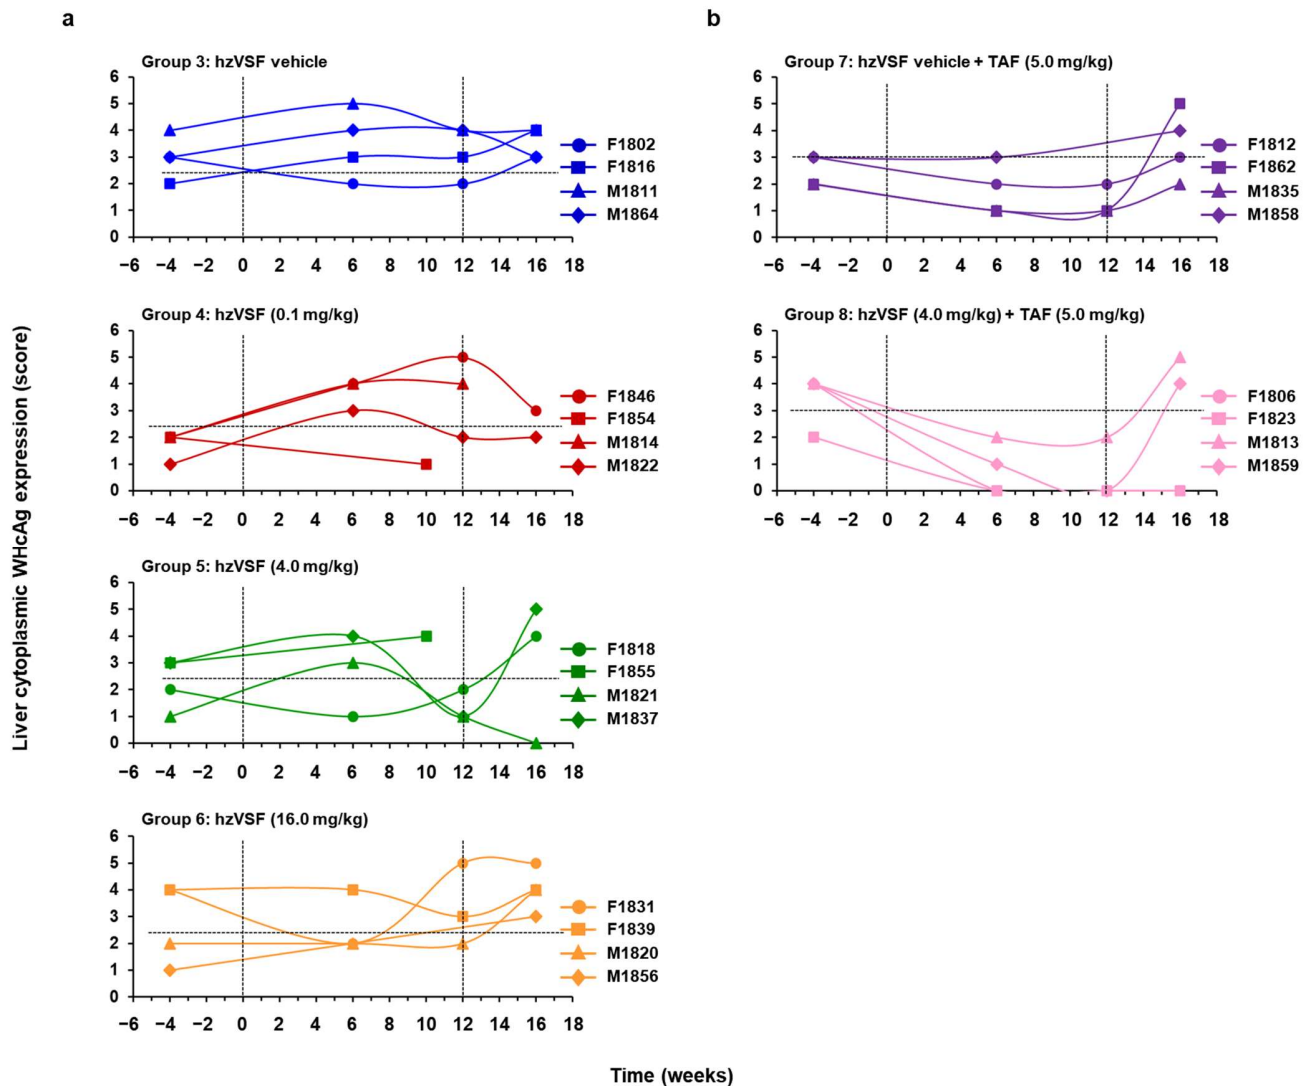 a
b
Group 3: hzVSF vehicle
6
5
4
3
2
1
0
−6 −4 −2 0 2 4 6 8 10 12 14 16 18
F1802
F1816
M1811
M1864
Group 4: hzVSF (0.1 mg/kg)
6
5
4
3
2
1
0
−6 −4 −2 0 2 4 6 8 10 12 14 16 18
F1846
F1854
M1814
M1822
Group 5: hzVSF (4.0 mg/kg)
6
5
4
3
2
1
0
−6 −4 −2 0 2 4 6 8 10 12 14 16 18
F1818
F1855
M1821
M1837
Group 6: hzVSF (16.0 mg/kg)
6
5
4
3
2
1
0
−6 −4 −2 0 2 4 6 8 10 12 14 16 18
F1831
F1839
M1820
M1856
Group 7: hzVSF vehicle + TAF (5.0 mg/kg)
6
5
4
3
2
1
0
−6 −4 −2 0 2 4 6 8 10 12 14 16 18
F1812
F1862
M1835
M1858
Group 8: hzVSF (4.0 mg/kg) + TAF (5.0 mg/kg)
6
5
4
3
2
1
0
−6 −4 −2 0 2 4 6 8 10 12 14 16 18
F1806
F1823
M1813
M1859
Liver cytoplasmic WHcAg expression (score)
Time (weeks)